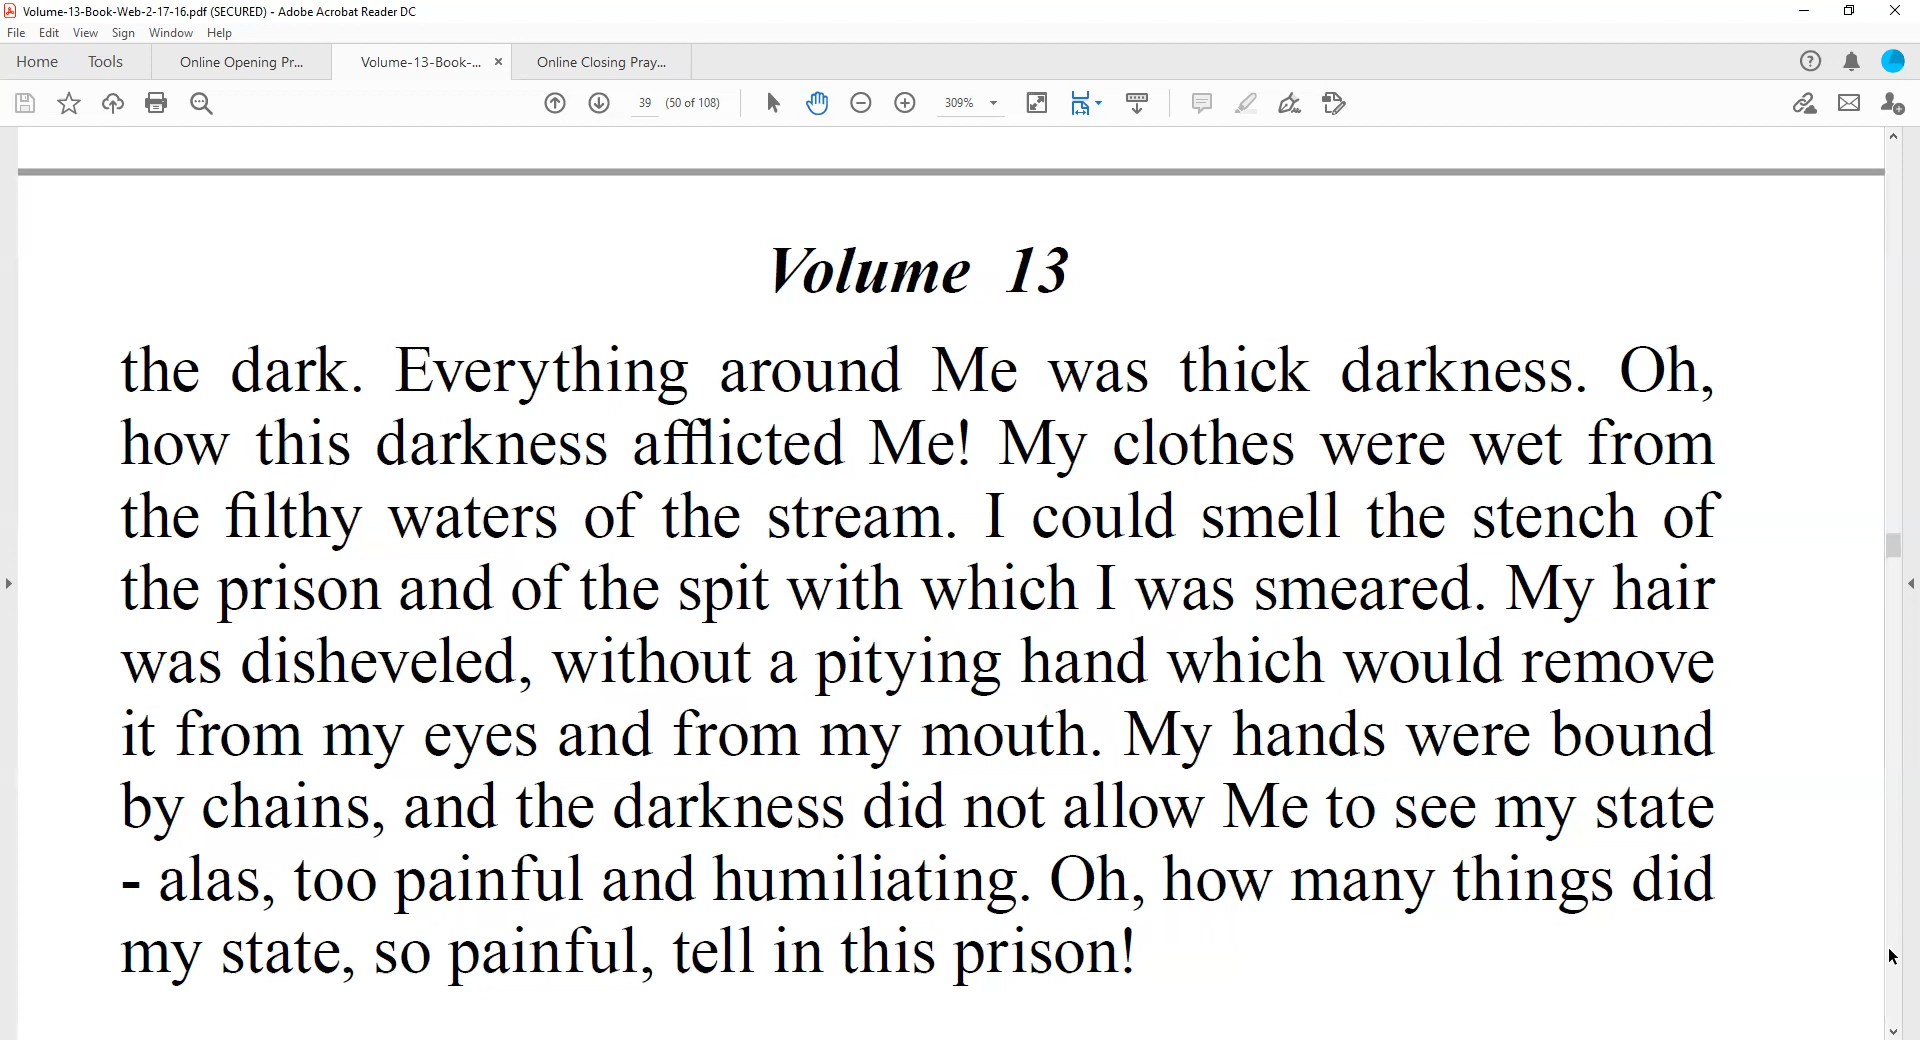 Volume-13-Book-Web-2-17-16.pdf (SECURED) - Adobe Acrobat Reader DC
File Edit View Sign Window Help
Home Tools Online Opening Pr... Volume-13-Book-... × Online Closing Pray...
39 (50 of 108) 309%
Volume 13
the dark. Everything around Me was thick darkness. Oh,
how this darkness afflicted Me! My clothes were wet from
the filthy waters of the stream. I could smell the stench of
the prison and of the spit with which I was smeared. My hair
was disheveled, without a pitying hand which would remove
it from my eyes and from my mouth. My hands were bound
by chains, and the darkness did not allow Me to see my state
- alas, too painful and humiliating. Oh, how many things did
my state, so painful, tell in this prison!